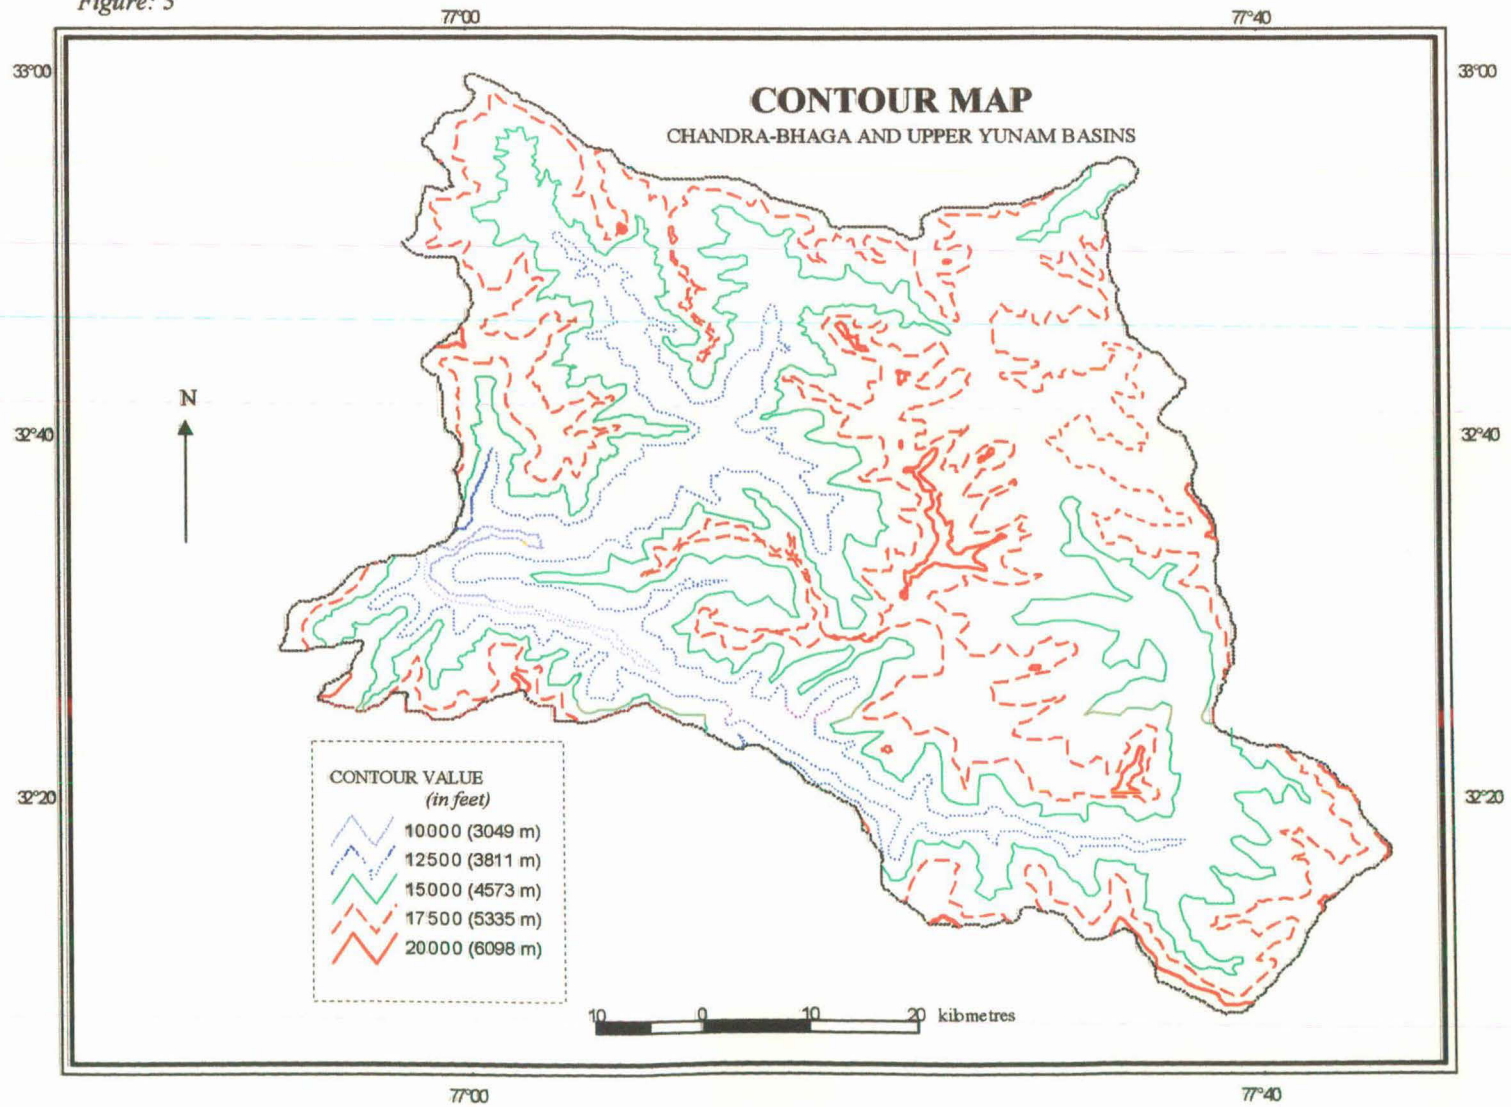 Figure: 5
77°00 77°40
33°00 33°00
CONTOUR MAP
CHANDRA-BHAGA AND UPPER YUNAM BASINS
N
32°40 32°40
CONTOUR VALUE
(in feet)
10000 (3049 m)
12500 (3811 m)
15000 (4573 m)
17500 (5335 m)
20000 (6098 m)
32°20 32°20
10 0 10 20 kilometres
77°00 77°40